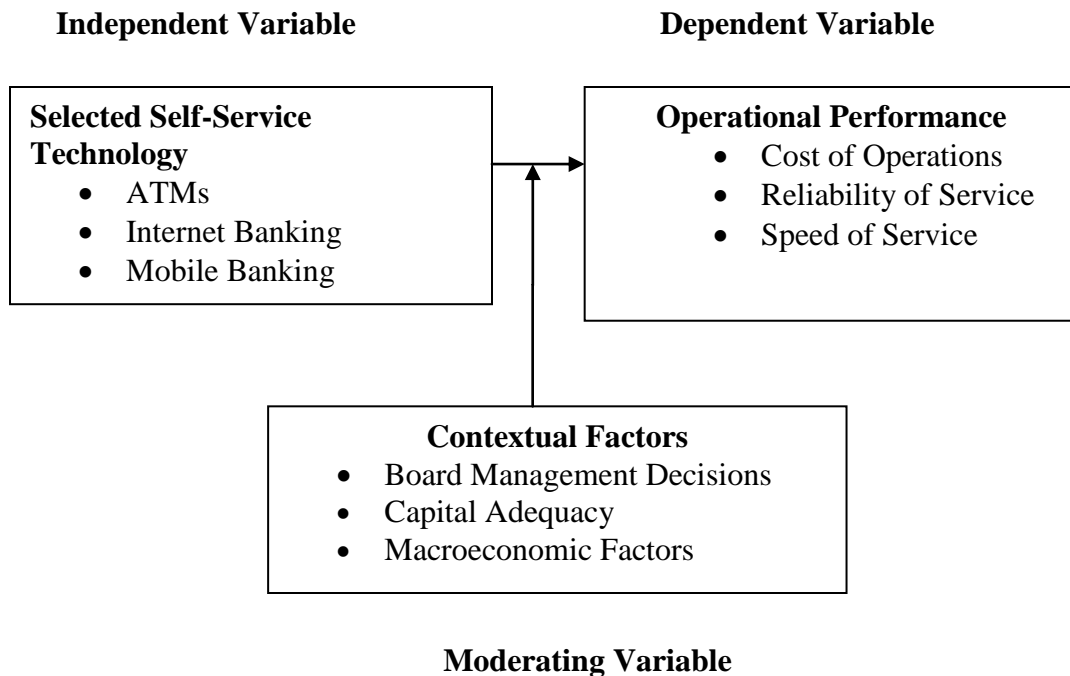 Independent Variable
Dependent Variable
Selected Self-Service
Technology
• ATMs
• Internet Banking
• Mobile Banking
Operational Performance
• Cost of Operations
• Reliability of Service
• Speed of Service
Contextual Factors
• Board Management Decisions
• Capital Adequacy
• Macroeconomic Factors
Moderating Variable